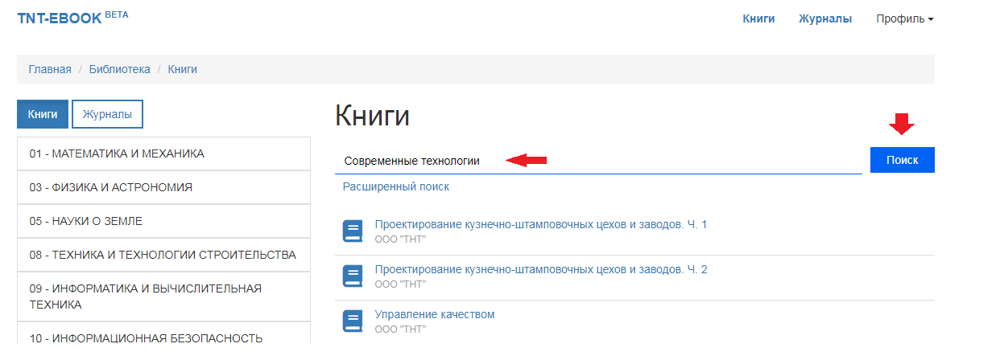 TNT-EBOOK BETA
Книги Журналы Профиль
Главная / Библиотека / Книги
Книги Журналы
01 - МАТЕМАТИКА И МЕХАНИКА
03 - ФИЗИКА И АСТРОНОМИЯ
05 - НАУКИ О ЗЕМЛЕ
08 - ТЕХНИКА И ТЕХНОЛОГИИ СТРОИТЕЛЬСТВА
09 - ИНФОРМАТИКА И ВЫЧИСЛИТЕЛЬНАЯ
ТЕХНИКА
10 - ИНФОРМАЦИОННАЯ БЕЗОПАСНОСТЬ
Книги
Современные технологии
Поиск
Расширенный поиск
Проектирование кузнечно-штамповочных цехов и заводов. Ч. 1
ООО "ТНТ"
Проектирование кузнечно-штамповочных цехов и заводов. Ч. 2
ООО "ТНТ"
Управление качеством
ООО "ТНТ"